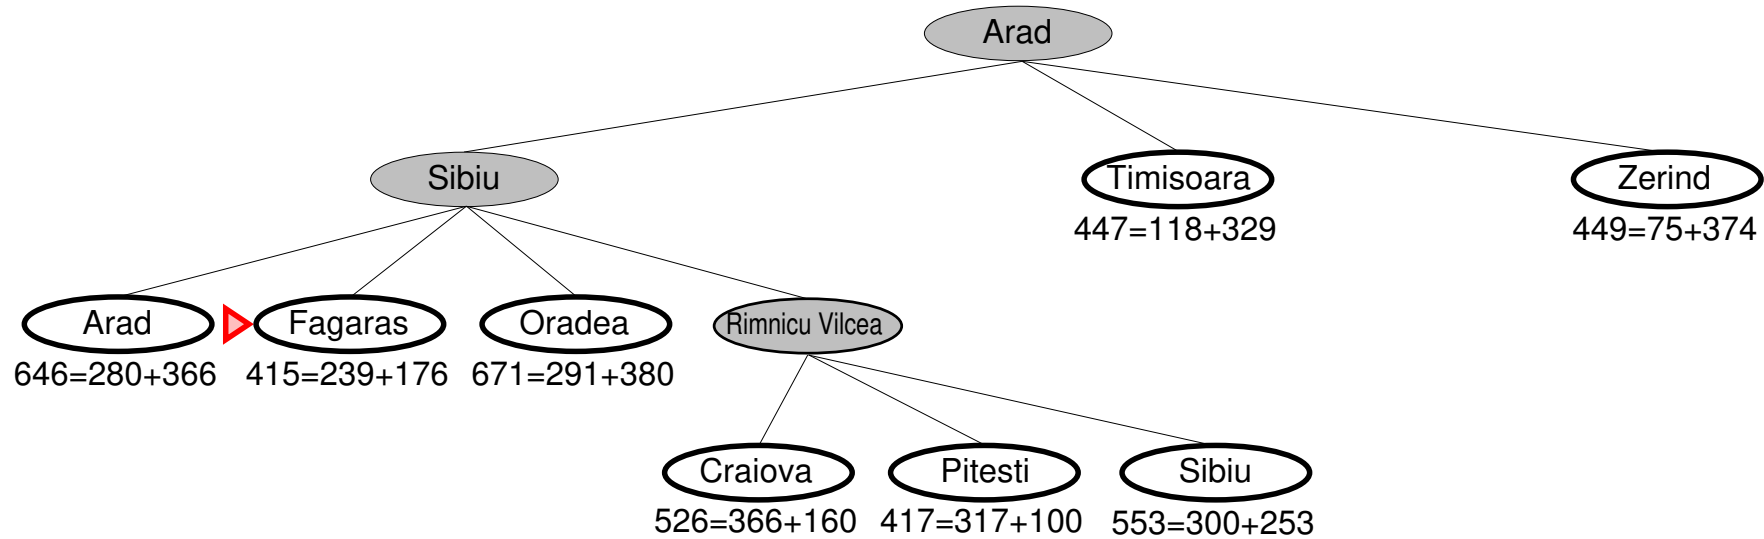 Arad
Sibiu
Timisoara
Zerind
447=118+329
449=75+374
Arad
Fagaras
Oradea
Rimnicu Vilcea
646=280+366
415=239+176
671=291+380
Craiova
Pitesti
Sibiu
526=366+160
417=317+100
553=300+253